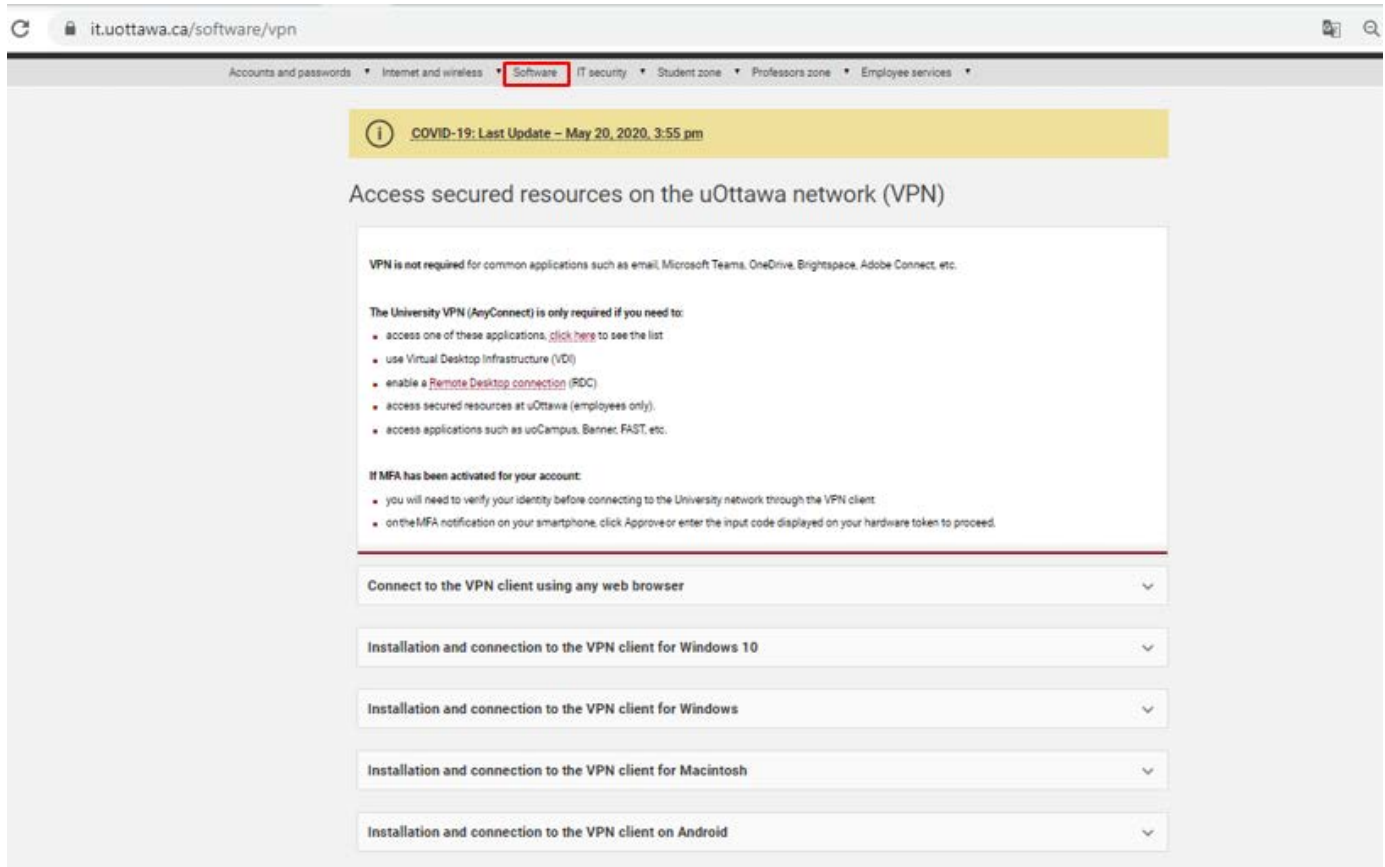 it.uottawa.ca/software/vpn
Accounts and passwords Internet and wireless Software IT security Student zone Professors zone Employee services
COVID-19: Last Update – May 20, 2020, 3:55 pm
Access secured resources on the uOttawa network (VPN)
VPN is not required for common applications such as email, Microsoft Teams, OneDrive, Brightspace, Adobe Connect, etc.
The University VPN (AnyConnect) is only required if you need to:
access one of these applications, click here to see the list
use Virtual Desktop Infrastructure (VDI)
enable a Remote Desktop connection (RDC)
access secured resources at uOttawa (employees only).
access applications such as uoCampus, Banner, FAST, etc.
If MFA has been activated for your account:
you will need to verify your identity before connecting to the University network through the VPN client
on the MFA notification on your smartphone, click Approve or enter the input code displayed on your hardware token to proceed.
Connect to the VPN client using any web browser
Installation and connection to the VPN client for Windows 10
Installation and connection to the VPN client for Windows
Installation and connection to the VPN client for Macintosh
Installation and connection to the VPN client on Android